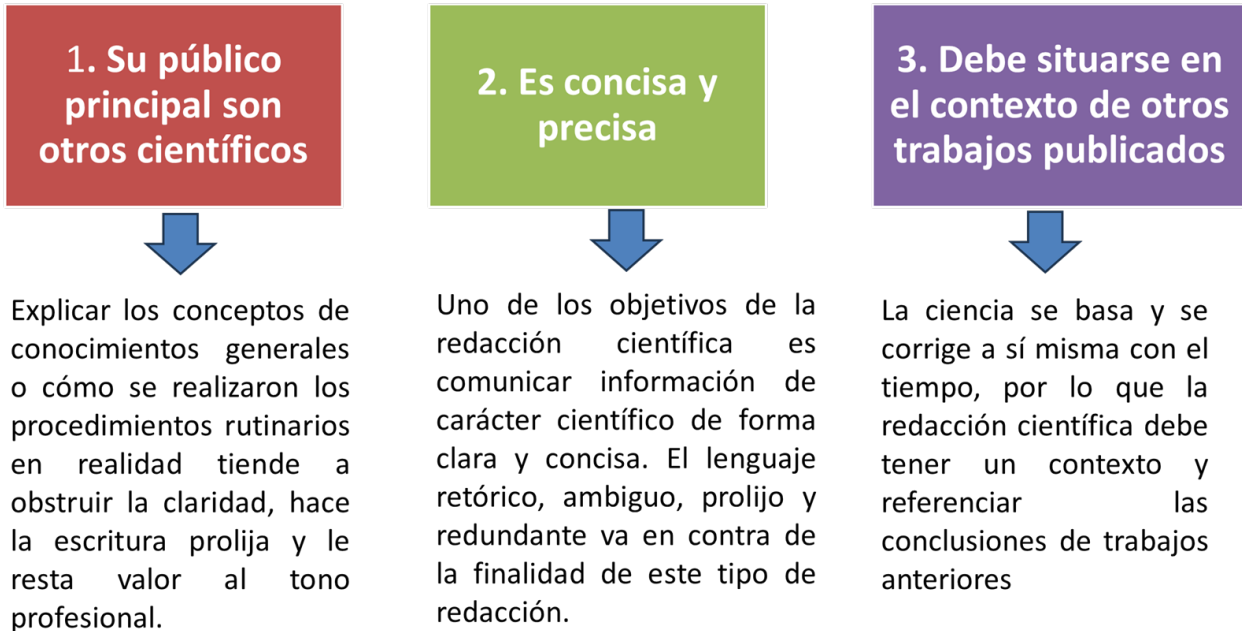 1. Su público
principal son
otros científicos
Explicar los conceptos de
conocimientos generales
o cómo se realizaron los
procedimientos rutinarios
en realidad tiende a
obstruir la claridad, hace
la escritura prolija y le
resta valor al tono
profesional.
2. Es concisa y
precisa
Uno de los objetivos de la
redacción científica es
comunicar información de
carácter científico de forma
clara y concisa. El lenguaje
retórico, ambiguo, prolijo y
redundante va en contra de
la finalidad de este tipo de
redacción.
3. Debe situarse en
el contexto de otros
trabajos publicados
La ciencia se basa y se
corrige a sí misma con el
tiempo, por lo que la
redacción científica debe
tener un contexto y
referenciar las
conclusiones de trabajos
anteriores